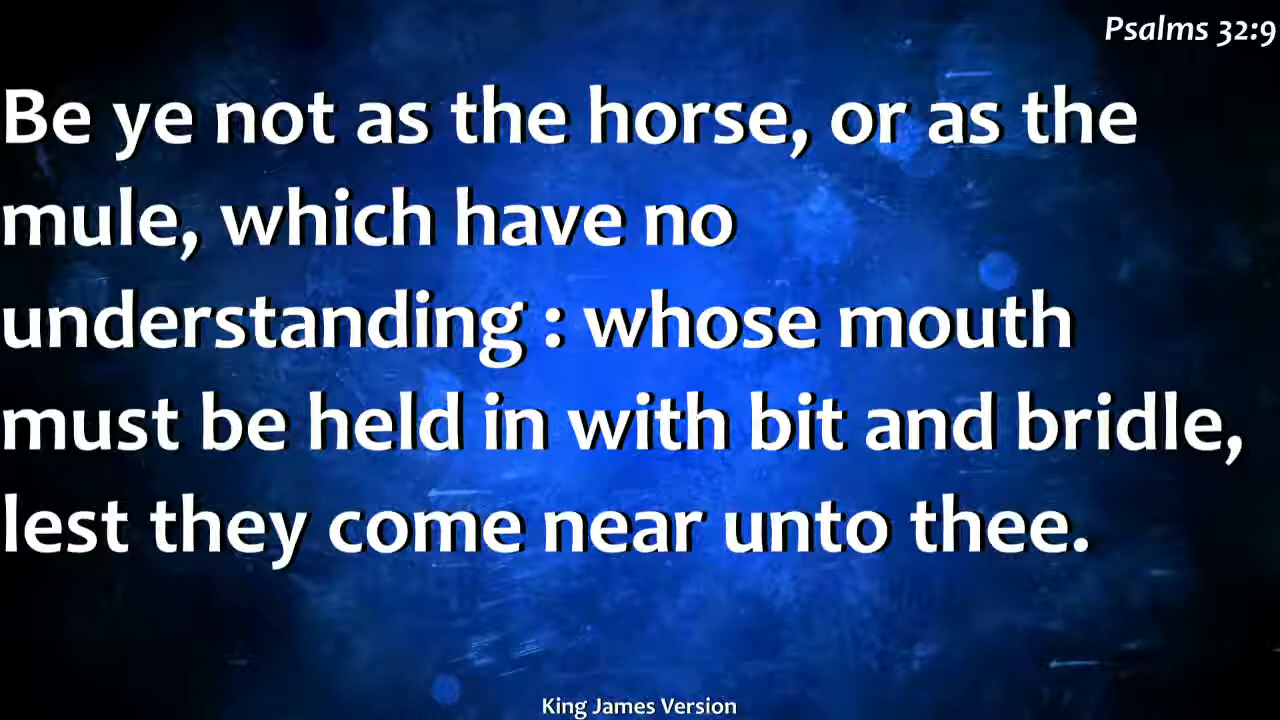 Psalms 32:9
Be ye not as the horse, or as the
mule, which have no
understanding : whose mouth
must be held in with bit and bridle,
lest they come near unto thee.
King James Version